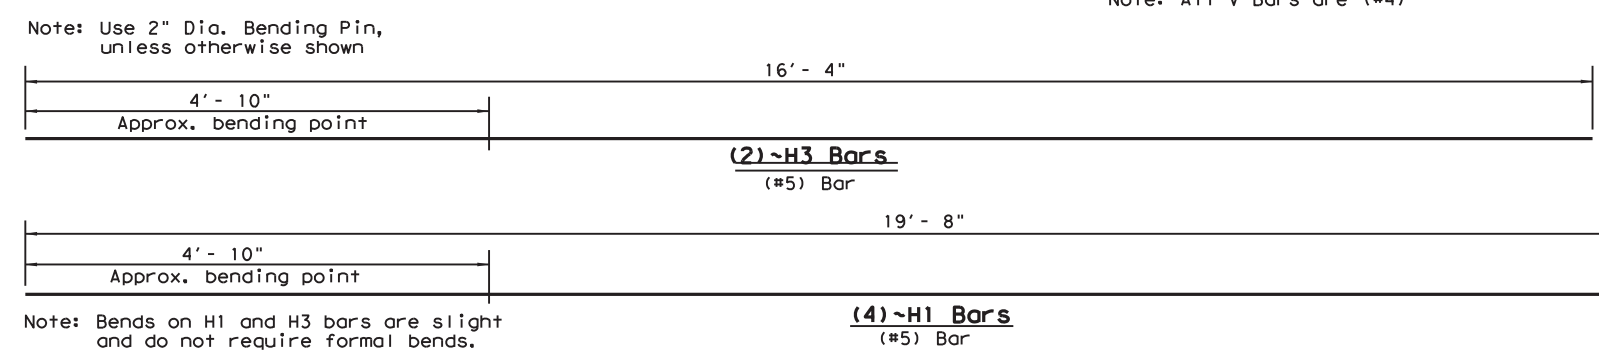 Note: All V Bars are (#4)
Note: Use 2" Dia. Bending Pin,
unless otherwise shown
16'- 4"
4'- 10"
Approx. bending point
(2)~H3 Bars
(#5) Bar
19'- 8"
4'- 10"
Approx. bending point
(4)~H1 Bars
(#5) Bar
Note: Bends on H1 and H3 bars are slight
and do not require formal bends.